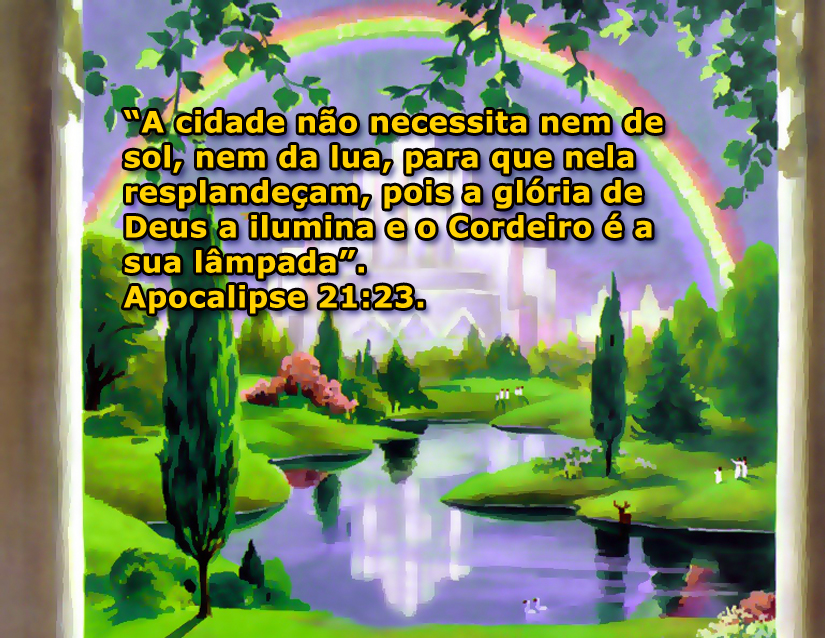 “A cidade não necessita nem de
sol, nem da lua, para que nela
resplandeçam, pois a glória de
Deus a ilumina e o Cordeiro é a
sua lâmpada”.
Apocalipse 21:23.